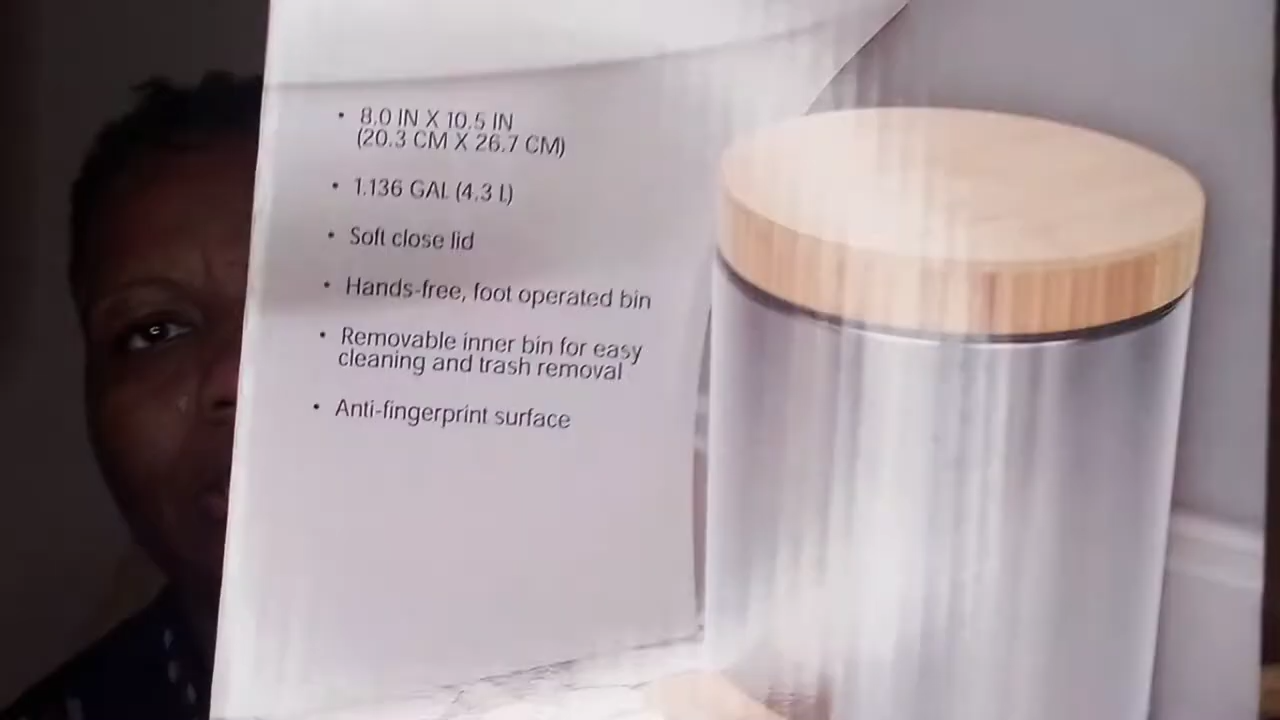 • 8.0 IN X 10.5 IN
(20.3 CM X 26.7 CM)
• 1.136 GAL (4.3 L)
• Soft close lid
• Hands-free, foot operated bin
• Removable inner bin for easy
cleaning and trash removal
• Anti-fingerprint surface